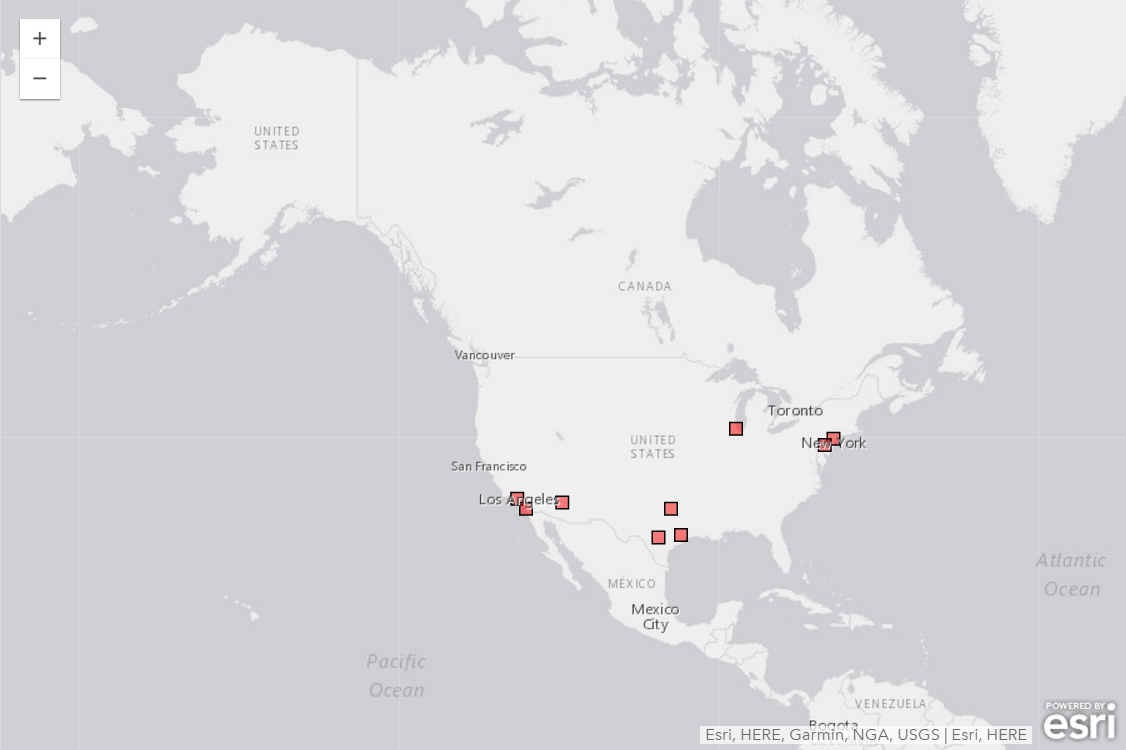 +
−
UNITED
STATES
CANADA
Vancouver
Toronto
UNITED
STATES
New York
San Francisco
Los Angeles
Atlantic
Ocean
MÉXICO
Mexico
City
Pacific
Ocean
VENEZUELA
Bogota
POWERED BY
esri
Esri, HERE, Garmin, NGA, USGS | Esri, HERE